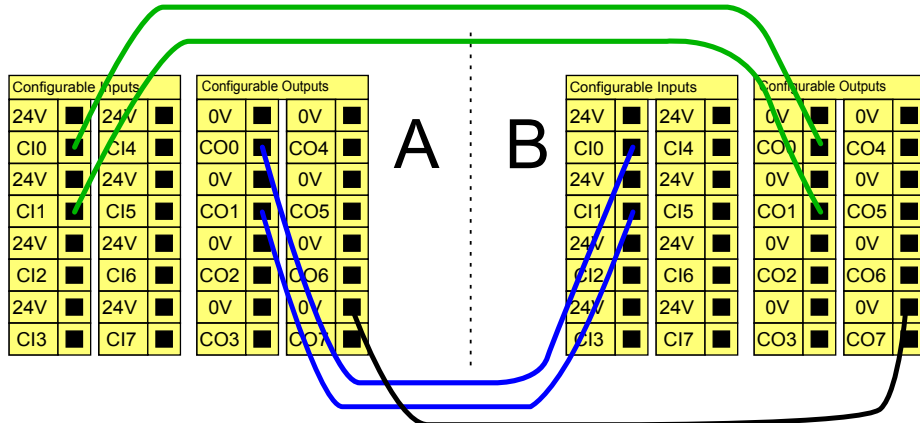 Configurable Inputs
24V 24V
CI0 CI4
24V 24V
CI1 CI5
24V 24V
CI2 CI6
24V 24V
CI3 CI7
Configurable Outputs
0V 0V
CO0 CO4
0V 0V
CO1 CO5
0V 0V
CO2 CO6
0V 0V
CO3 CO7
A
B
Configurable Inputs
24V 24V
CI0 CI4
24V 24V
CI1 CI5
24V 24V
CI2 CI6
24V 24V
CI3 CI7
Configurable Outputs
0V 0V
CO0 CO4
0V 0V
CO1 CO5
0V 0V
CO2 CO6
0V 0V
CO3 CO7